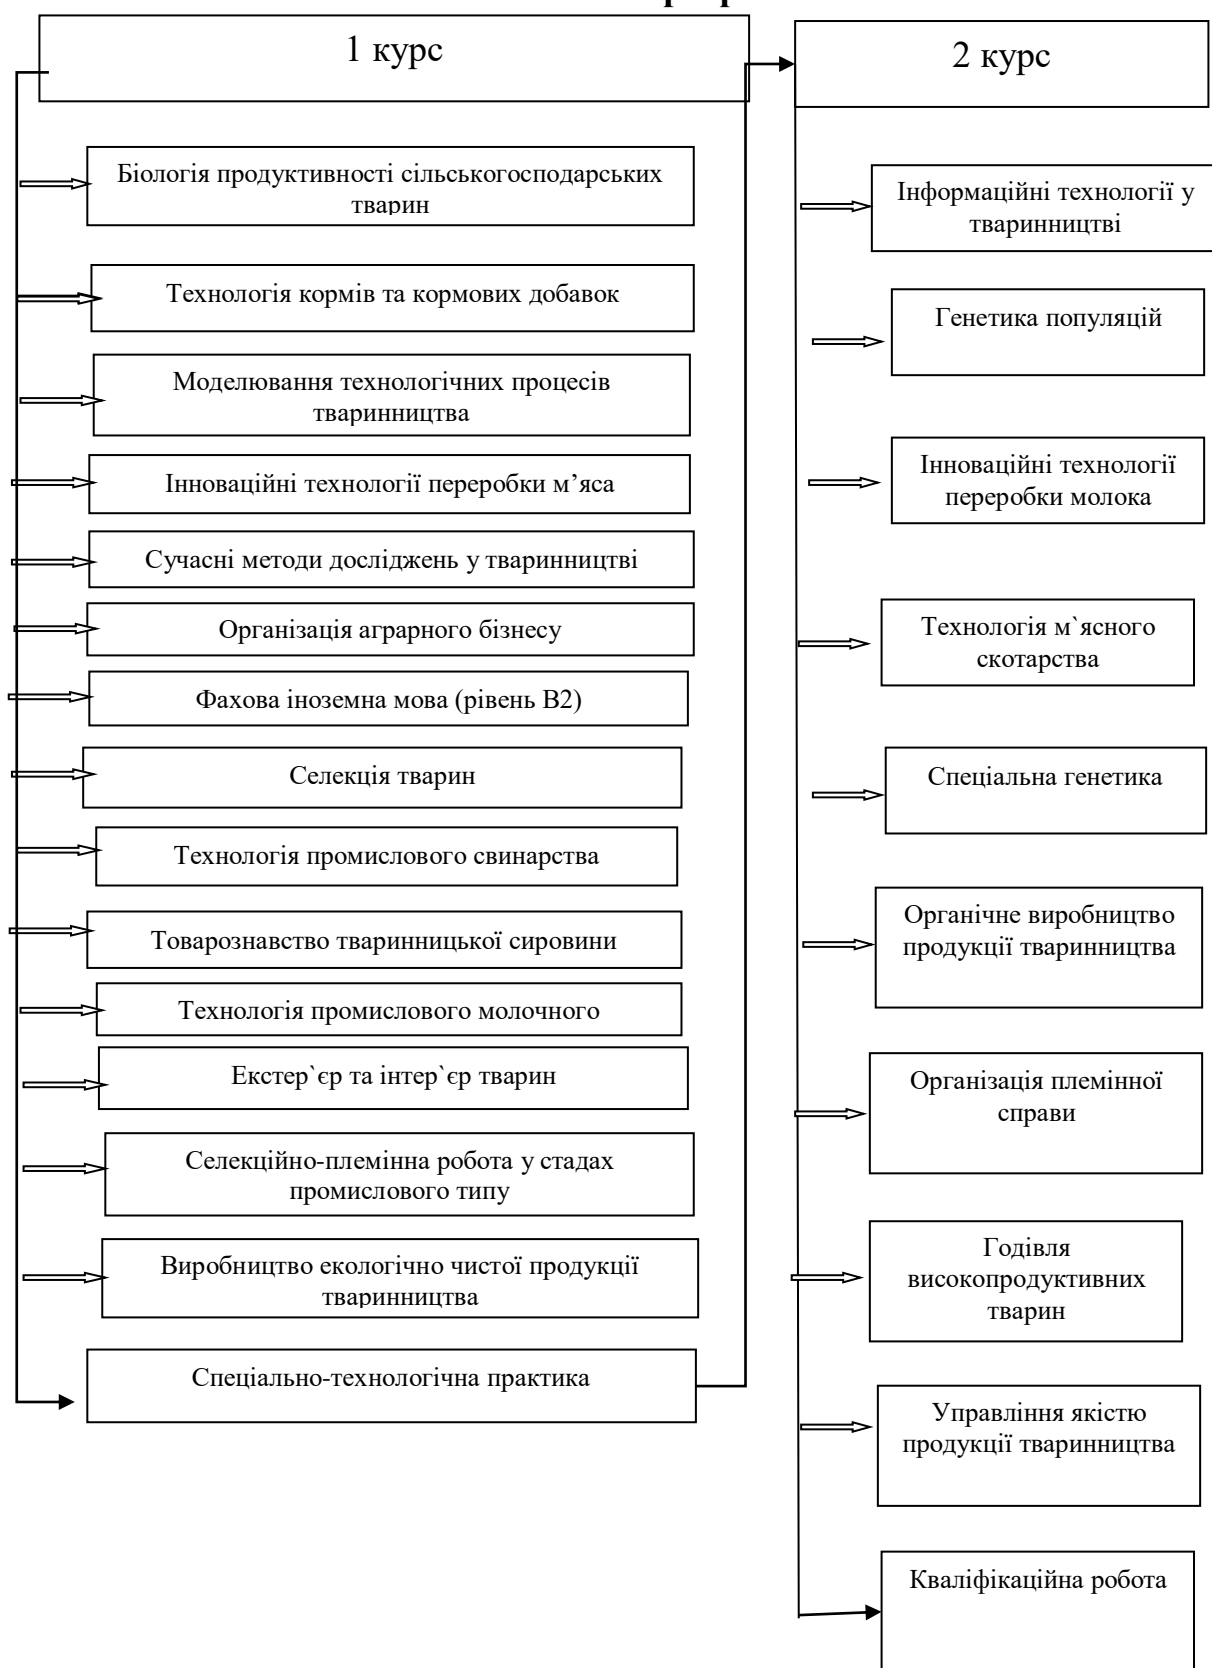 1 курс
Біологія продуктивності сільськогосподарських
тварин
Технологія кормів та кормових добавок
Моделювання технологічних процесів
тваринництва
Інноваційні технології переробки м’яса
Сучасні методи досліджень у тваринництві
Організація аграрного бізнесу
Фахова іноземна мова (рівень В2)
Селекція тварин
Технологія промислового свинарства
Товарознавство тваринницької сировини
Технологія промислового молочного
Екстер`єр та інтер`єр тварин
Селекційно-племінна робота у стадах
промислового типу
Виробництво екологічно чистої продукції
тваринництва
Спеціально-технологічна практика
2 курс
Інформаційні технології у
тваринництві
Генетика популяцій
Інноваційні технології
переробки молока
Технологія м`ясного
скотарства
Спеціальна генетика
Органічне виробництво
продукції тваринництва
Організація племінної
справи
Годівля
високопродуктивних
тварин
Управління якістю
продукції тваринництва
Кваліфікаційна робота